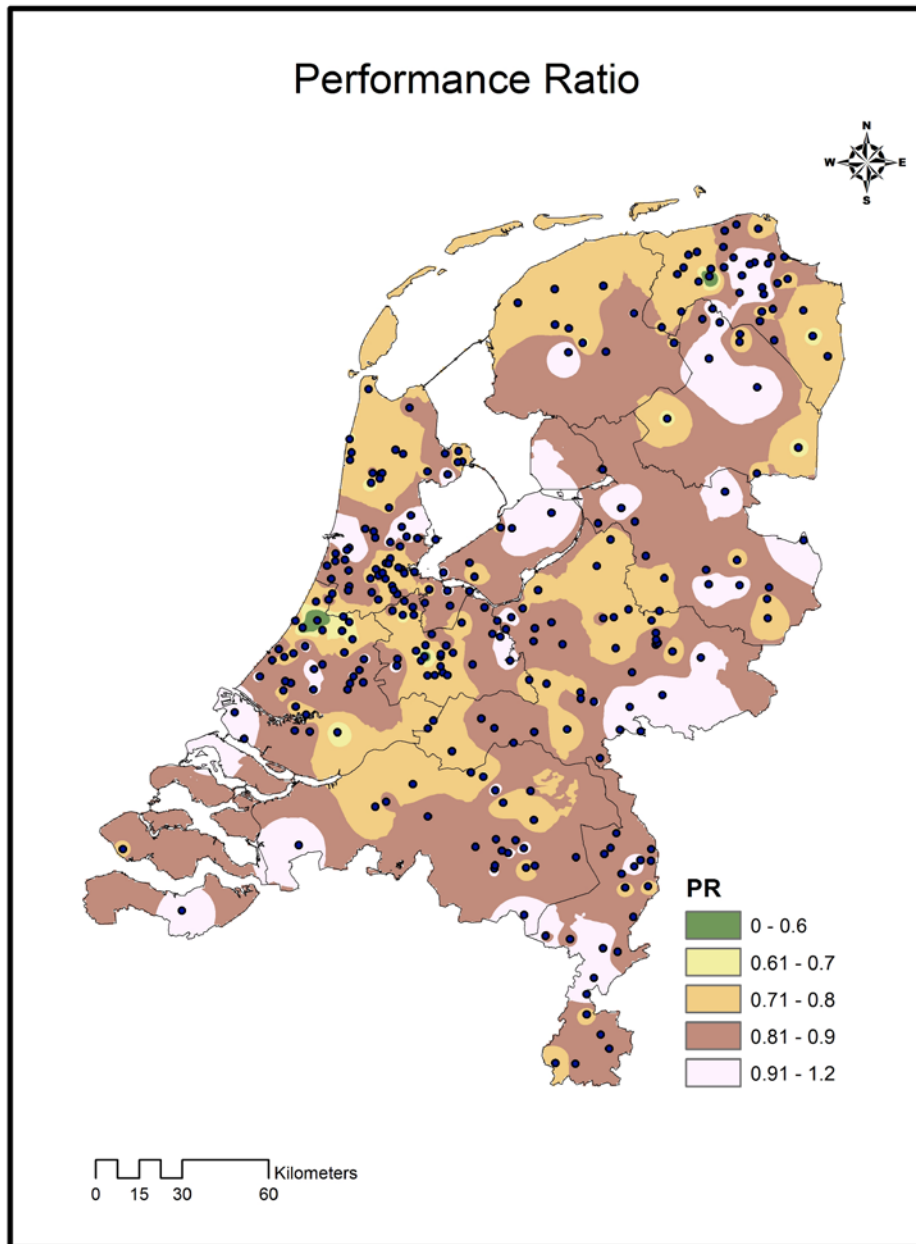 Performance Ratio
N
W E
S
PR
0 - 0.6
0.61 - 0.7
0.71 - 0.8
0.81 - 0.9
0.91 - 1.2
Kilometers
0 15 30 60